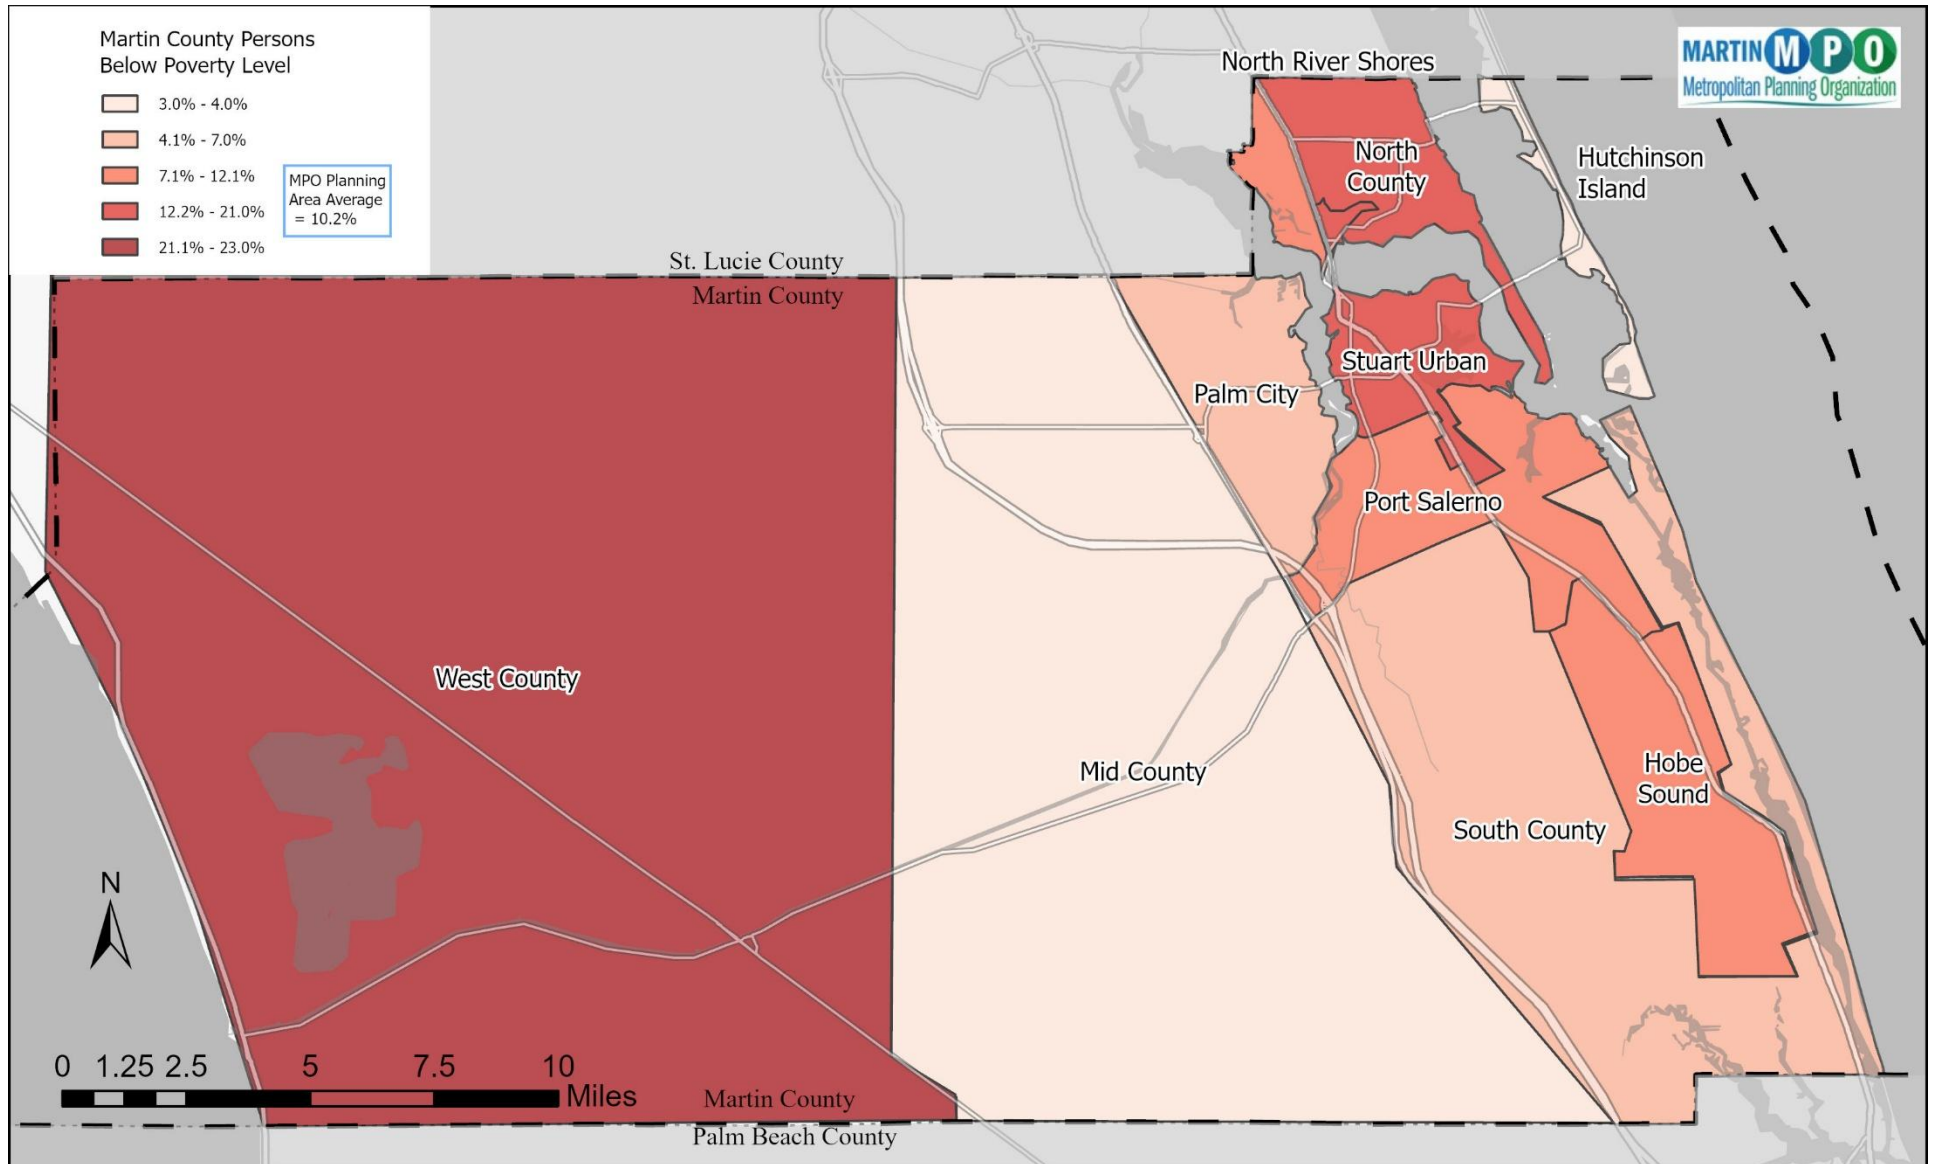 Martin County Persons
Below Poverty Level
3.0% - 4.0%
4.1% - 7.0%
7.1% - 12.1%
12.2% - 21.0%
21.1% - 23.0%
MPO Planning
Area Average
= 10.2%
MARTIN MPO
Metropolitan Planning Organization
North River Shores
North
County
Hutchinson
Island
St. Lucie County
Martin County
Stuart Urban
Palm City
Port Salerno
West County
Mid County
Hobe
Sound
South County
N
0 1.25 2.5 5 7.5 10
Miles
Martin County
Palm Beach County